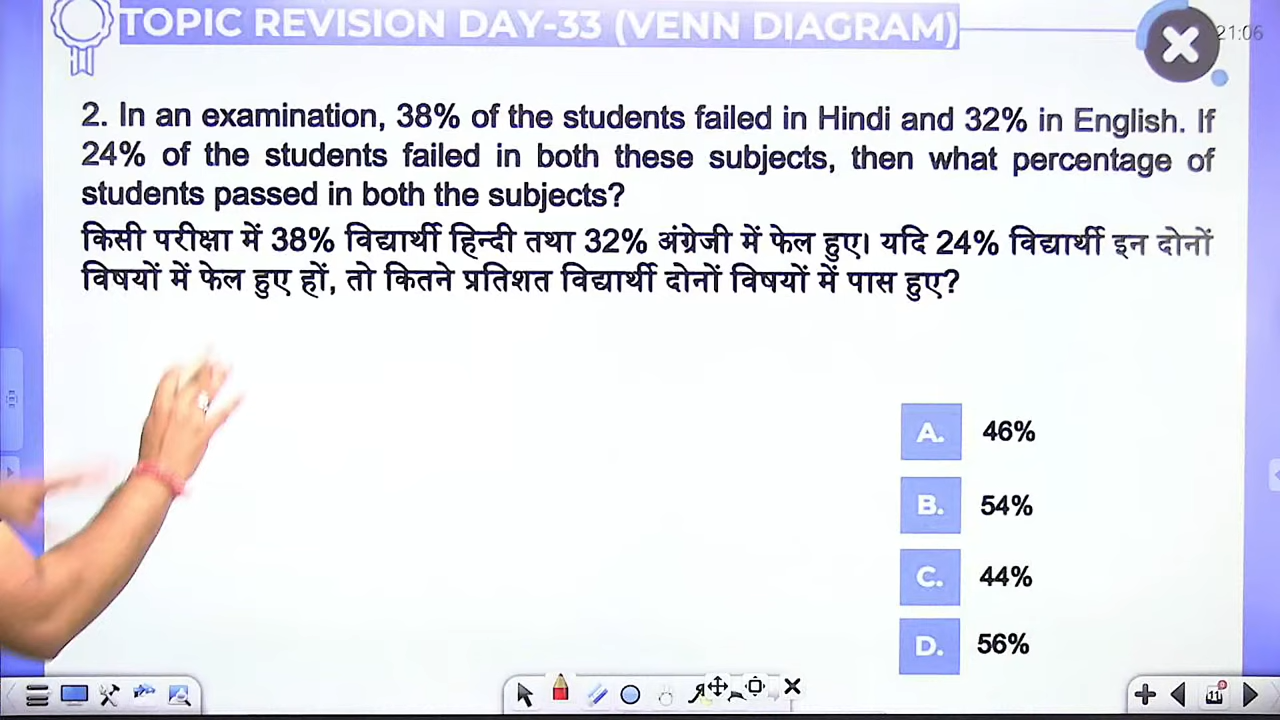 TOPIC REVISION DAY-33 (VENN DIAGRAM)
21:06
2. In an examination, 38% of the students failed in Hindi and 32% in English. If
24% of the students failed in both these subjects, then what percentage of
students passed in both the subjects?
किसी परीक्षा में 38% विद्यार्थी हिन्दी तथा 32% अंग्रेजी में फेल हुए। यदि 24% विद्यार्थी इन दोनों
विषयों में फेल हुए हों, तो कितने प्रतिशत विद्यार्थी दोनों विषयों में पास हुए?
A. 46%
B. 54%
C. 44%
D. 56%
11